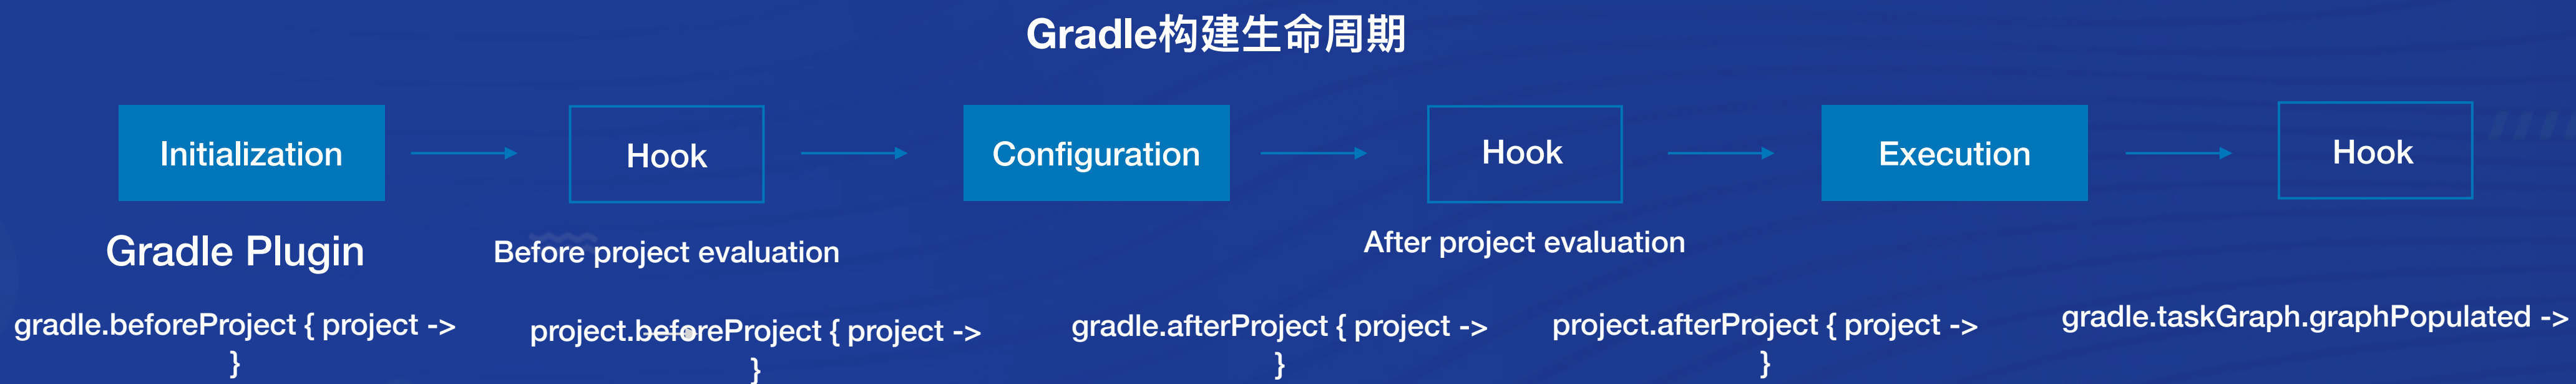 Gradle构建生命周期
Initialization
Hook
Configuration
Hook
Execution
Hook
Gradle Plugin
Before project evaluation
After project evaluation
gradle.beforeProject { project ->
}
project.beforeProject { project ->
}
gradle.afterProject { project ->
}
project.afterProject { project ->
}
gradle.taskGraph.graphPopulated ->